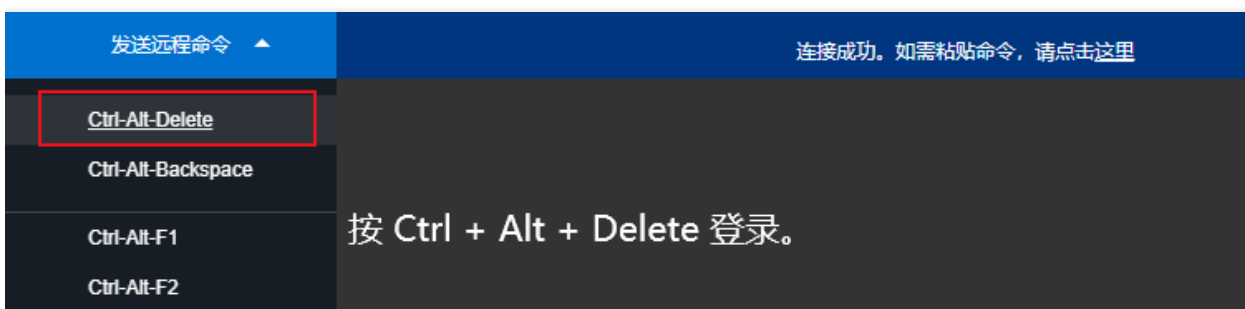 发送远程命令
连接成功。如需粘贴命令，请点击这里
Ctrl-Alt-Delete
Ctrl-Alt-Backspace
Ctrl-Alt-F1
Ctrl-Alt-F2
按 Ctrl + Alt + Delete 登录。